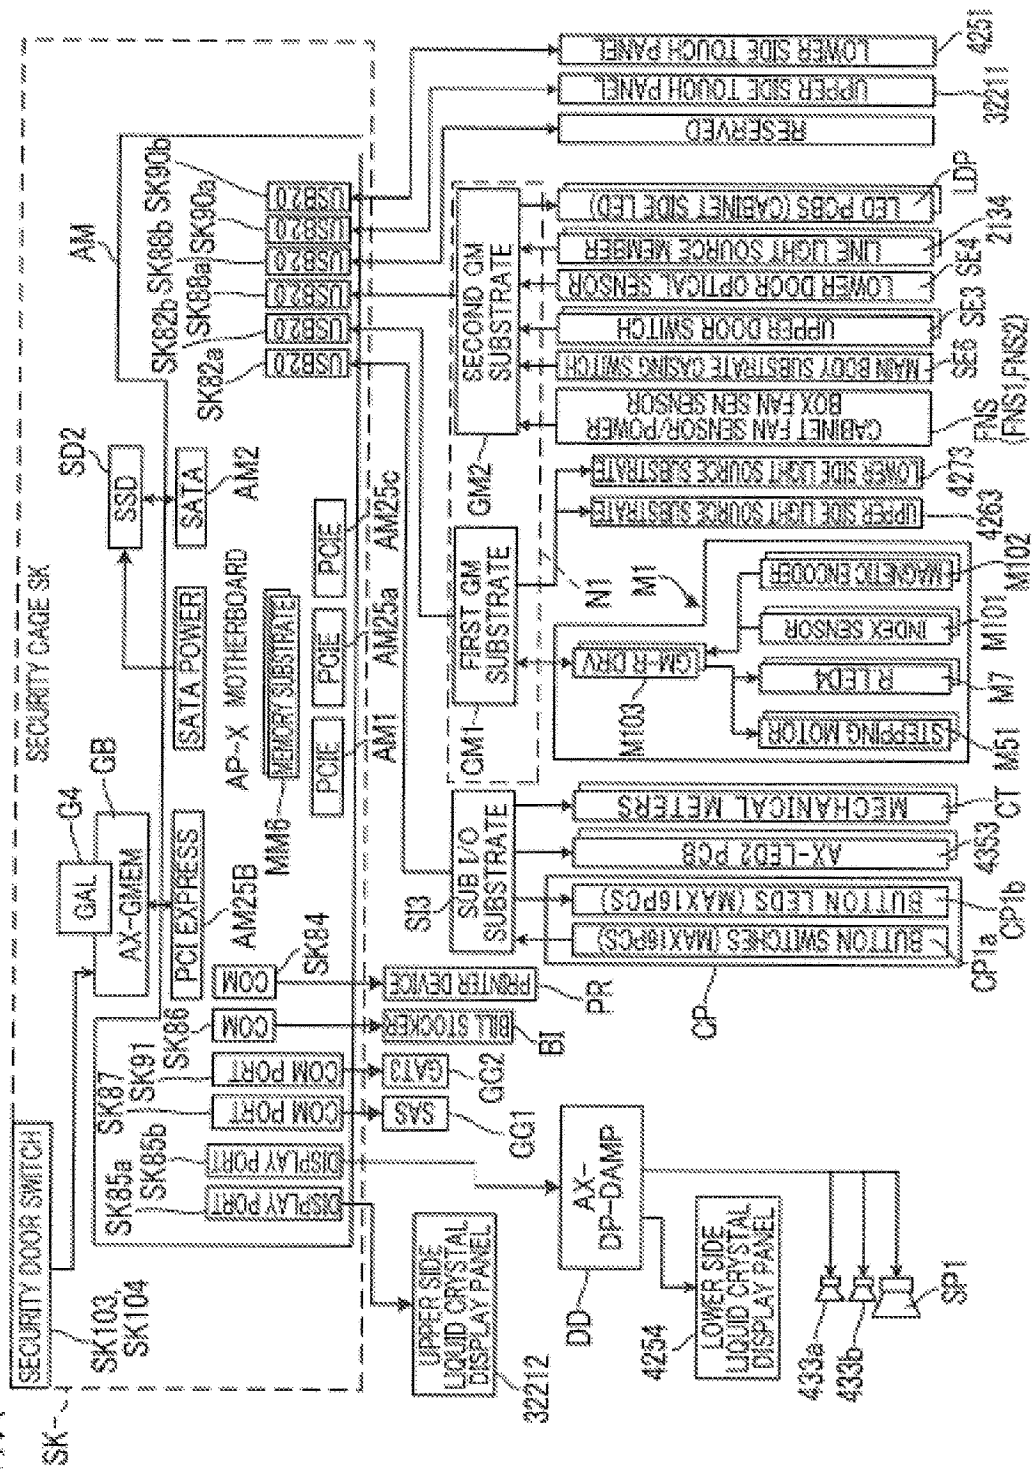 SK
SECURITY CAGE SK
SECURITY DOOR SWITCH
SK103,
SK104
G4
GAL
GB
AX-GMEM
PCI EXPRESS
AM25B
SD2
SSD
SATA
AM2
SATA POWER
AP-X MOTHERBOARD
MEMORY SUBSTRATE
MM6
PCIE
PCIE
PCIE
AM1
AM25a
AM25c
AM
SK85a
SK85b
SK87
SK91
SK86
SK84
DISPLAY PORT
DISPLAY PORT
COM PORT
COM PORT
COM
COM
SK82a
SK82b
SK88a
SK88b
SK90a
SK90b
USB2.0
USB2.0
USB2.0
USB2.0
USB2.0
USB2.0
UPPER SIDE
LIQUID CRYSTAL
DISPLAY PANEL
32212
SAS
GG1
GAT3
GG2
BILL STOCKER
BI
PRINTER DEVICE
PR
AX-
DP-DAMP
DD
LOWER SIDE
LIQUID CRYSTAL
DISPLAY PANEL
4254
433a
433b
SP1
SI3
SUB I/O
SUBSTRATE
BUTTON SWITCHES (MAX16PCS)
BUTTON LEDS (MAX16PCS)
AX-LED2 PCB
MECHANICAL METERS
CP
CP1a
CP1b
4353
CT
GM1
FIRST GM
SUBSTRATE
GM2
SECOND GM
SUBSTRATE
N1
M1
GM-R DRV
M103
STEPPING MOTOR
R.LED4
INDEX SENSOR
MAGNETIC ENCODER
M51
M7
M101
M102
UPPER SIDE LIGHT SOURCE SUBSTRATE
LOWER SIDE LIGHT SOURCE SUBSTRATE
4263
4273
CABINET FAN SENSOR/POWER
BOX FAN SEN SENSOR
MAIN BODY SUBSTRATE CASING SWITCH
UPPER DOOR SWITCH
LOWER DOOR OPTICAL SENSOR
LINE LIGHT SOURCE MEMBER
LED PCBS (CABINET SIDE LED)
FNS
(FNS1,FNS2)
SE6
SE3
SE4
2134
LDP
RESERVED
UPPER SIDE TOUCH PANEL
LOWER SIDE TOUCH PANEL
32211
4251